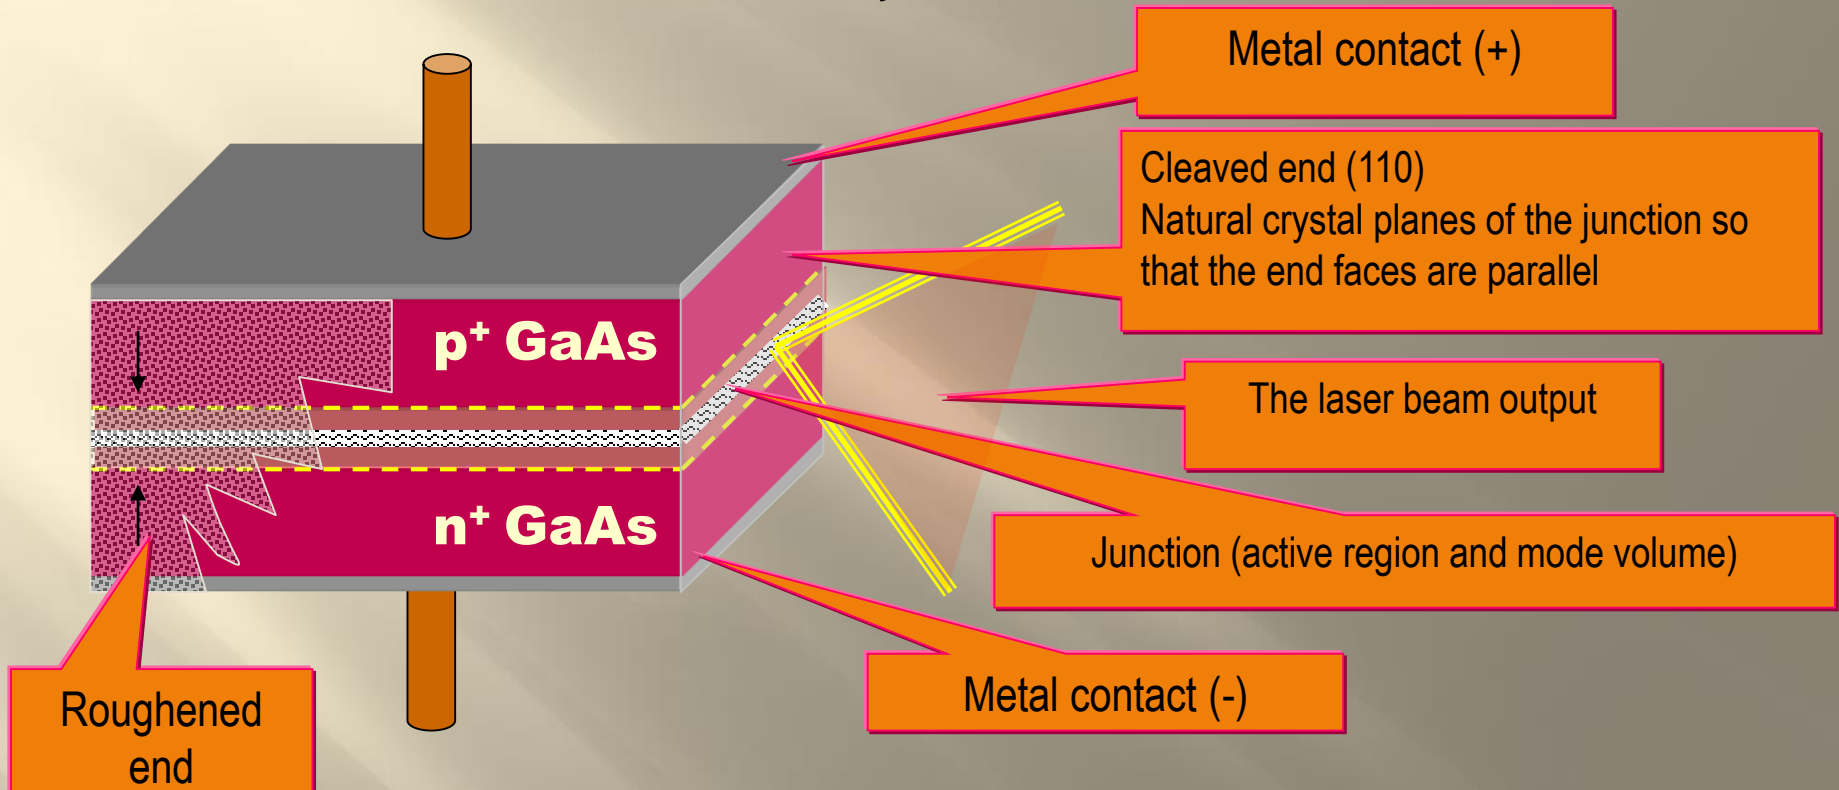 Metal contact (+)
Cleaved end (110)
Natural crystal planes of the junction so
that the end faces are parallel
p+ GaAs
The laser beam output
n+ GaAs
Junction (active region and mode volume)
Metal contact (-)
Roughened
end